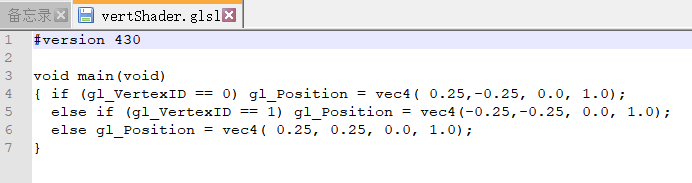 备忘录 vertShader.glsl
1 #version 430
2
3 void main(void)
4 { if (gl_VertexID == 0) gl_Position = vec4( 0.25,-0.25, 0.0, 1.0);
5 else if (gl_VertexID == 1) gl_Position = vec4(-0.25,-0.25, 0.0, 1.0);
6 else gl_Position = vec4( 0.25, 0.25, 0.0, 1.0);
7 }